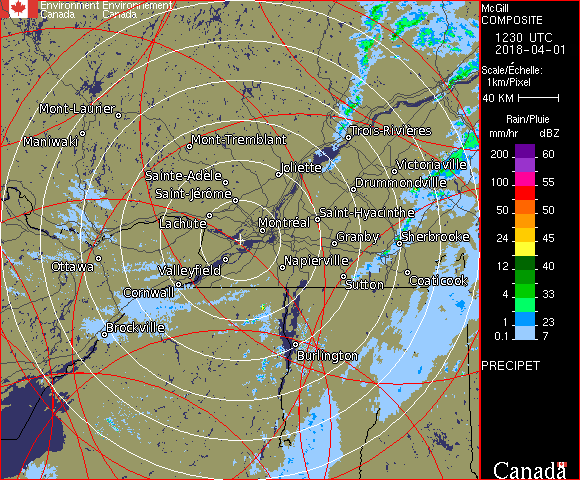 Environment Environnement
Canada Canada
McGill
COMPOSITE
1230 UTC
2018-04-01
Scale/Échelle:
1km/Pixel
40 KM
Rain/Pluie
mm/hr dBZ
200 60
100 55
50 50
24 45
12 40
4 33
1 23
0.1 7
PRECIPET
Canada
Mont-Laurier
Maniwaki
Mont-Tremblant
Trois-Rivières
Sainte-Adèle
Joliette
Victoriaville
Saint-Jérôme
Drummondville
Lachute
Montréal
Saint-Hyacinthe
Granby
Sherbrooke
Ottawa
Valleyfield
Napierville
Cornwall
Sutton
Coaticook
Brockville
Burlington